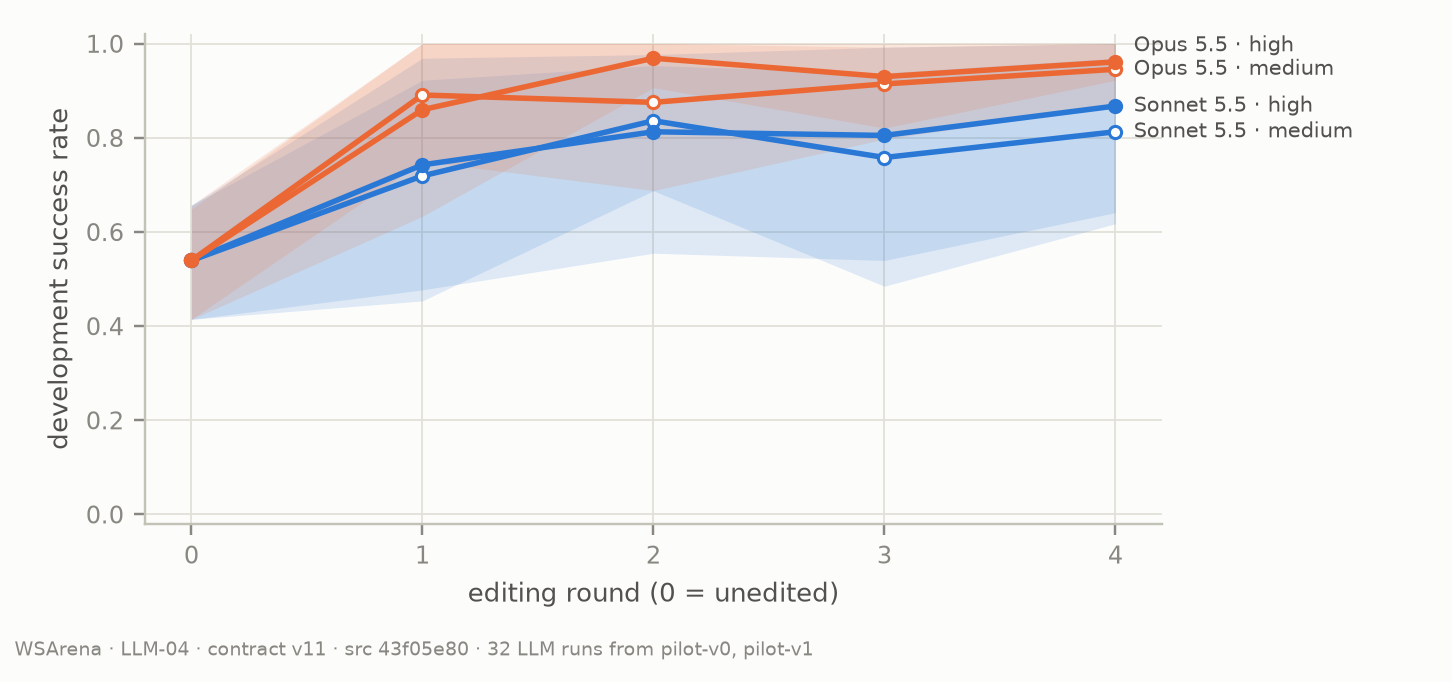 1.0
0.8
0.6
0.4
0.2
0.0
development success rate
Opus 5.5 · high
Opus 5.5 · medium
Sonnet 5.5 · high
Sonnet 5.5 · medium
0 1 2 3 4
editing round (0 = unedited)
WSArena · LLM-04 · contract v11 · src 43f05e80 · 32 LLM runs from pilot-v0, pilot-v1